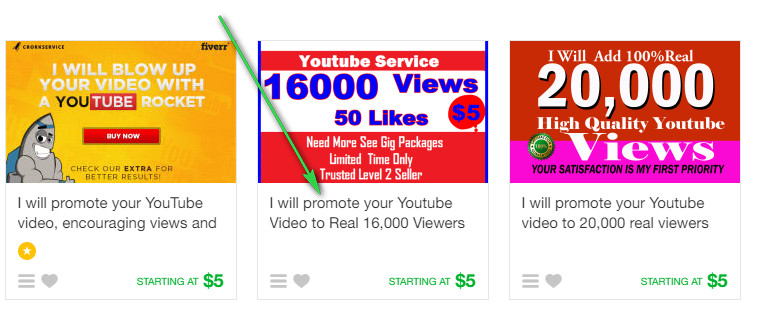 CRORKSERVICE
fiverr
I WILL BLOW UP
YOUR VIDEO WITH
A YOUTUBE ROCKET
BUY NOW
CHECK OUR EXTRA FOR
BETTER RESULTS!
I will promote your YouTube
video, encouraging views and
STARTING AT $5
Youtube Service
16000 Views
50 Likes
$5
Need More See Gig Packages
Limited Time Only
Trusted Level 2 Seller
I will promote your Youtube
Video to Real 16,000 Viewers
STARTING AT $5
I Will Add 100%Real
20,000
High Quality Youtube
100%
Views
YOUR SATISFACTION IS MY FIRST PRIORITY
I will promote your Youtube
video to 20,000 real viewers
STARTING AT $5